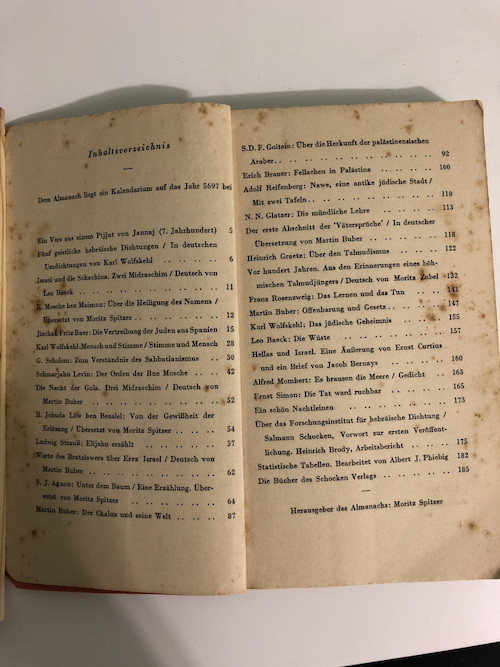 Inhaltsverzeichnis
Dem Almanach liegt ein Kalendarium auf das Jahr 5697 bei
Ein Vers aus einem Pijjut von Jannaj (7. Jahrhundert) 5
Fünf geistliche hebräische Dichtungen / In deutschen
Umdichtungen von Karl Wolfskehl . . . . . . 6
Israel und die Schechina. Zwei Midraschim / Deutsch von
Leo Baeck . . . . . . . . . . 11
R. Mosche ben Maimon: Über die Heiligung des Namens /
Übersetzt von Moritz Spitzer . . . . . . 12
Jizchak Fritz Baer: Die Vertreibung der Juden aus Spanien 15
Karl Wolfskehl: Mensch und Stimme / Stimme und Mensch 28
G. Scholem: Zum Verständnis des Sabbatianismus . . 30
Schmarjahu Levin: Der Orden der Bne Mosche . . . . 42
Die Nacht der Gola. Drei Midraschim / Deutsch von
Martin Buber . . . . . . . . . . 52
R. Jehuda Löw ben Bezalel: Von der Gewißheit der
Erlösung / Übersetzt von Moritz Spitzer . . . . 54
Ludwig Strauß: Elijahu erzählt . . . . . . 57
Worte des Bratslawers über Erez Israel / Deutsch von
Martin Buber . . . . . . . . . . 62
S. J. Agnon: Unter dem Baum / Eine Erzählung. Über-
setzt von Moritz Spitzer . . . . . . . . 64
Martin Buber: Der Chaluz und seine Welt . . . . 87
S.D.F. Goitein: Über die Herkunft der palästinensischen
Araber . . . . . . . . . . 92
Erich Brauer: Fellachen in Palästina . . . . . . 100
Adolf Reifenberg: Nawe, eine antike jüdische Stadt /
Mit zwei Tafeln . . . . . . . . . . 110
N. N. Glatzer: Die mündliche Lehre . . . . . . 113
Der erste Abschnitt der 'Vätersprüche' / In deutscher
Übersetzung von Martin Buber . . . . . . 118
Heinrich Graetz: Über den Talmudismus . . . . 122
Vor hundert Jahren. Aus den Erinnerungen eines böh-
mischen Talmudjüngers / Deutsch von Moritz Zobel 132
Franz Rosenzweig: Das Lernen und das Tun . . . . 141
Martin Buber: Offenbarung und Gesetz . . . . 147
Karl Wolfskehl: Das jüdische Geheimnis . . . . 155
Leo Baeck: Die Wüste . . . . . . . . 157
Hellas und Israel. Eine Äußerung von Ernst Curtius
und ein Brief von Jacob Bernays . . . . . . 160
Alfred Mombert: Es brausen die Meere / Gedicht . . 163
Ernst Simon: Die Tat ward ruchbar . . . . . . 165
Ein schön Nachtleinen . . . . . . . . 173
Über das Forschungsinstitut für hebräische Dichtung /
Salmann Schocken, Vorwort zur ersten Veröffent-
lichung. Heinrich Brody, Arbeitsbericht . . . . 175
Statistische Tabellen. Bearbeitet von Albert J. Phiebig 182
Die Bücher des Schocken Verlags . . . . . . 185
Herausgeber des Almanachs: Moritz Spitzer